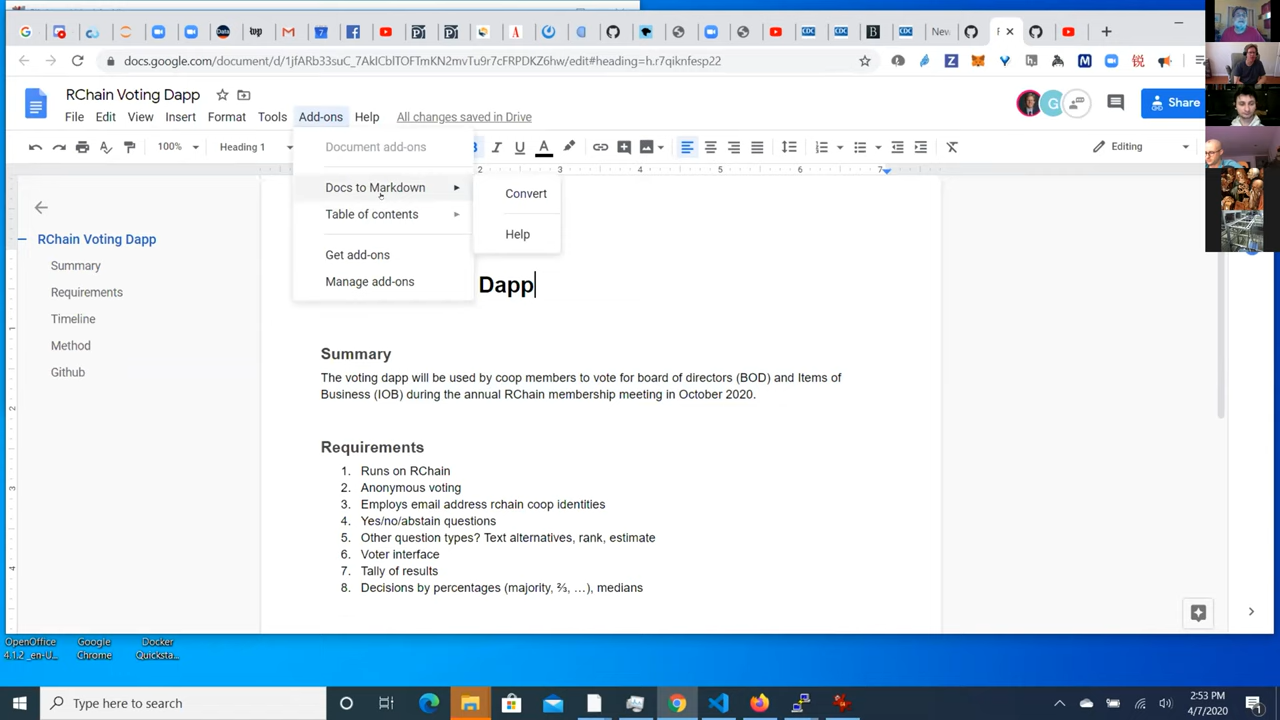 docs.google.com/document/d/1jfARb33suC_7AklCblTOFTmKN2mvTu9r7cFRPDKZ6hw/edit#heading=h.r7qiknfesp22
RChain Voting Dapp
File Edit View Insert Format Tools Add-ons Help All changes saved in Drive
Share
100% Heading 1
Editing
Document add-ons
Docs to Markdown
Convert
Table of contents
Help
Get add-ons
Manage add-ons
RChain Voting Dapp
Summary
Requirements
Timeline
Method
Github
Dapp
Summary
The voting dapp will be used by coop members to vote for board of directors (BOD) and Items of
Business (IOB) during the annual RChain membership meeting in October 2020.
Requirements
1. Runs on RChain
2. Anonymous voting
3. Employs email address rchain coop identities
4. Yes/no/abstain questions
5. Other question types? Text alternatives, rank, estimate
6. Voter interface
7. Tally of results
8. Decisions by percentages (majority, ⅔, …), medians
OpenOffice
4.1.2 _en-U...
Google
Chrome
Docker
Quicksta...
Type here to search
2:53 PM
4/7/2020